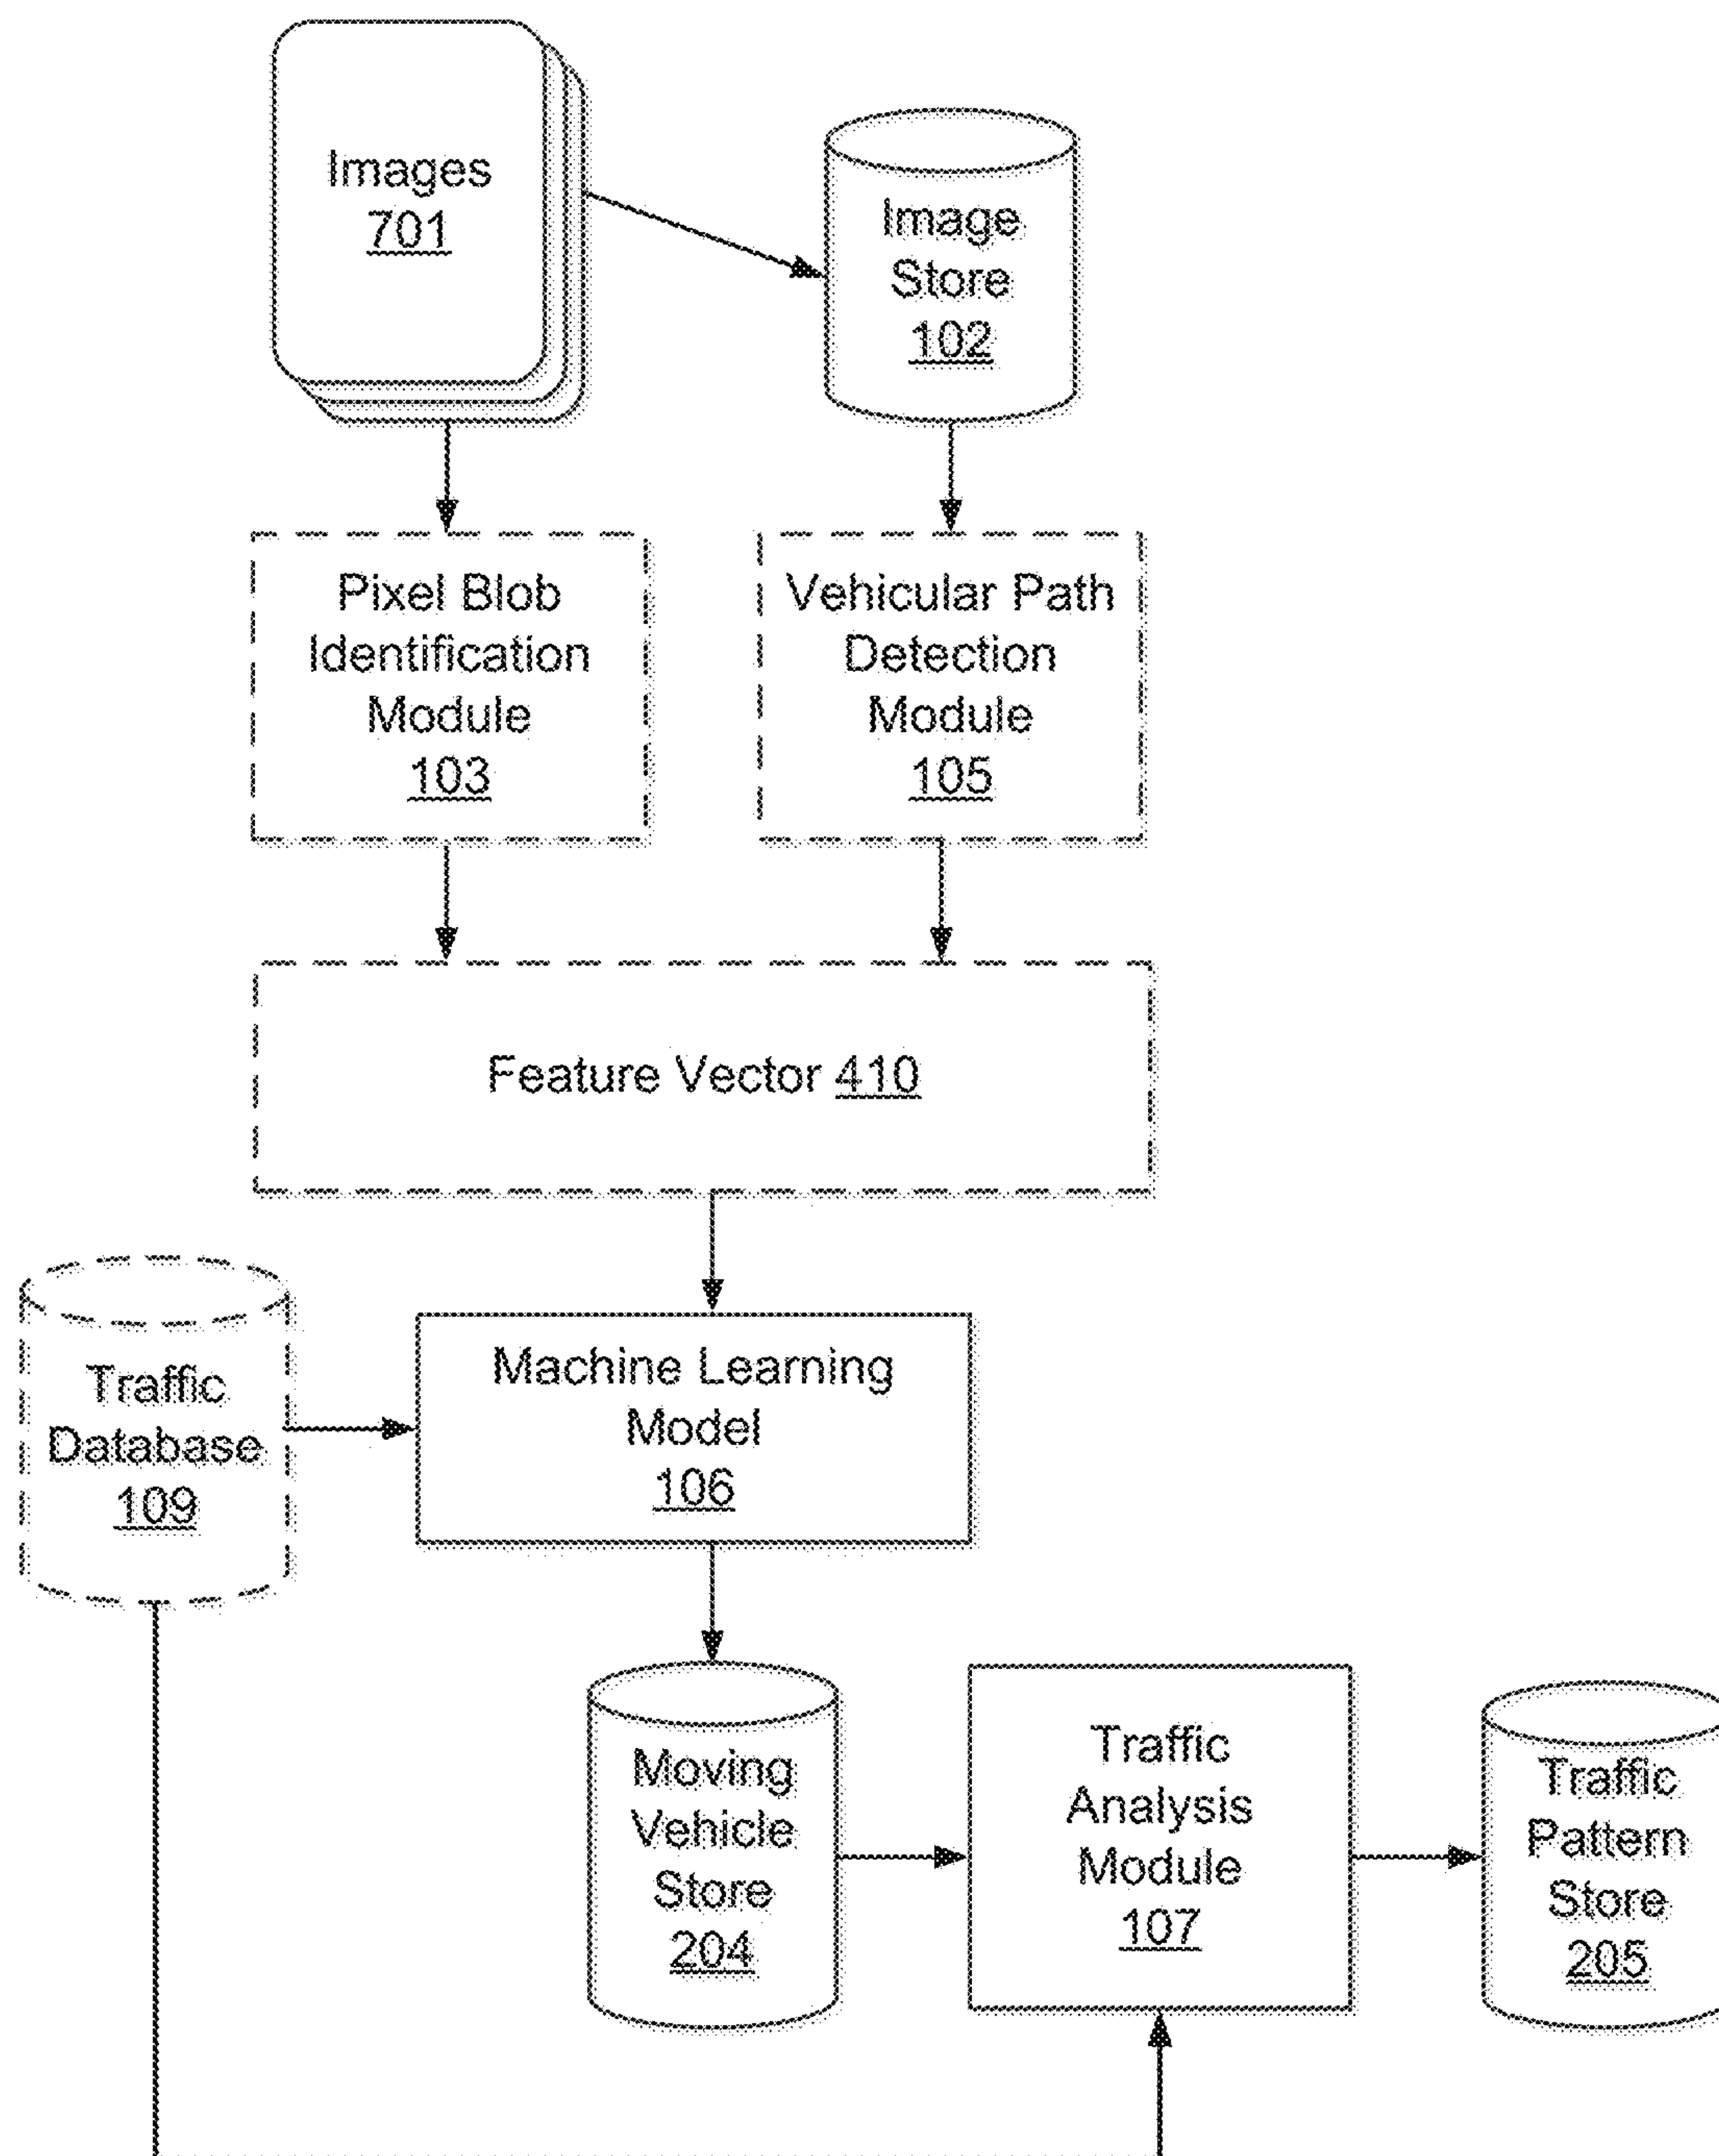 Images
701
Image
Store
102
Pixel Blob
Identification
Module
103
Vehicular Path
Detection
Module
105
Feature Vector 410
Traffic
Database
109
Machine Learning
Model
106
Moving
Vehicle
Store
204
Traffic
Analysis
Module
107
Traffic
Pattern
Store
205